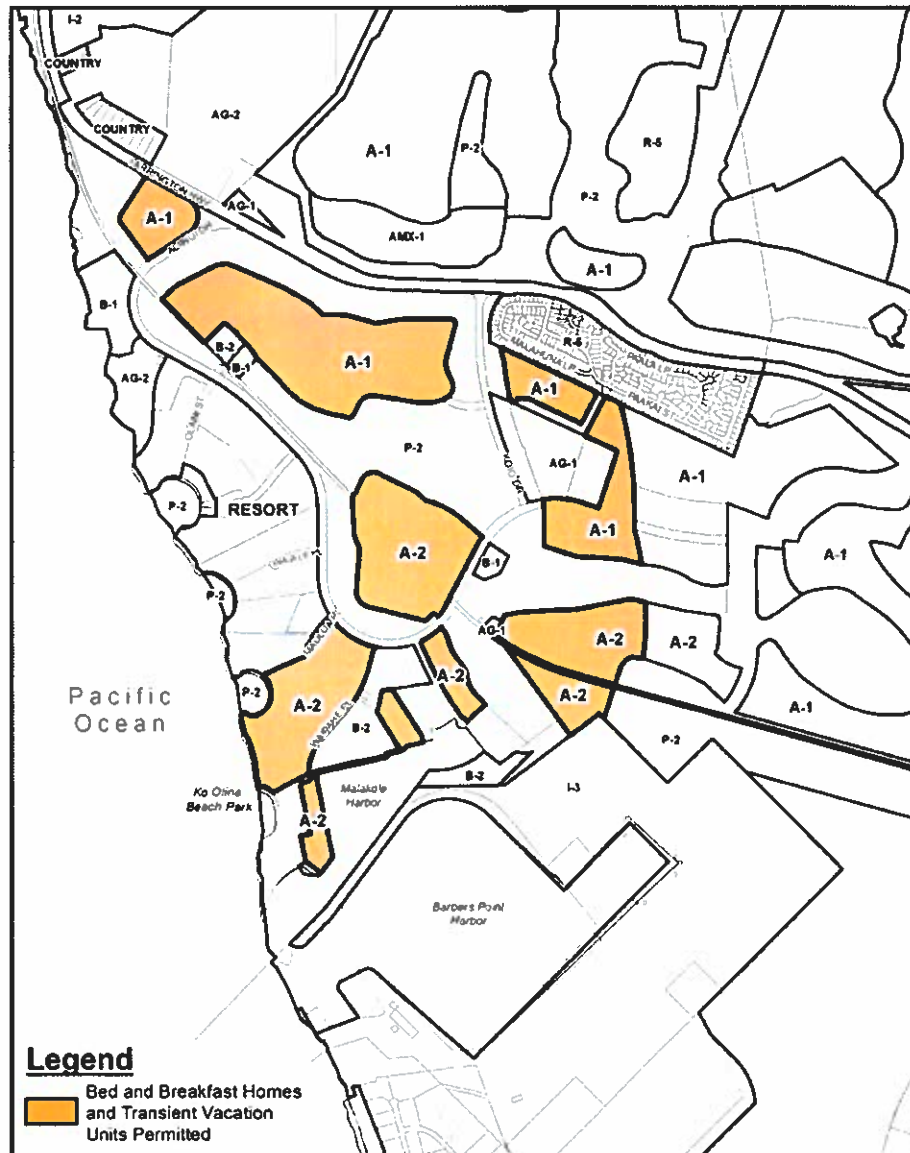 I-2
COUNTRY
COUNTRY
AG-2
A-1
P-2
R-5
P-2
AG-1
A-1
AMX-1
A-1
B-1
B-2
B-1
A-1
R-5
A-1
AG-2
P-2
AG-1
A-1
P-2
RESORT
A-1
A-2
B-1
A-1
P-2
AG-1
A-2
A-2
A-2
A-2
P-2
A-2
B-2
A-1
P-2
Pacific
Ocean
B-2
I-3
Ko Olina
Beach Park
Malakole
Harbor
A-2
Barbers Point
Harbor
Legend
Bed and Breakfast Homes
and Transient Vacation
Units Permitted